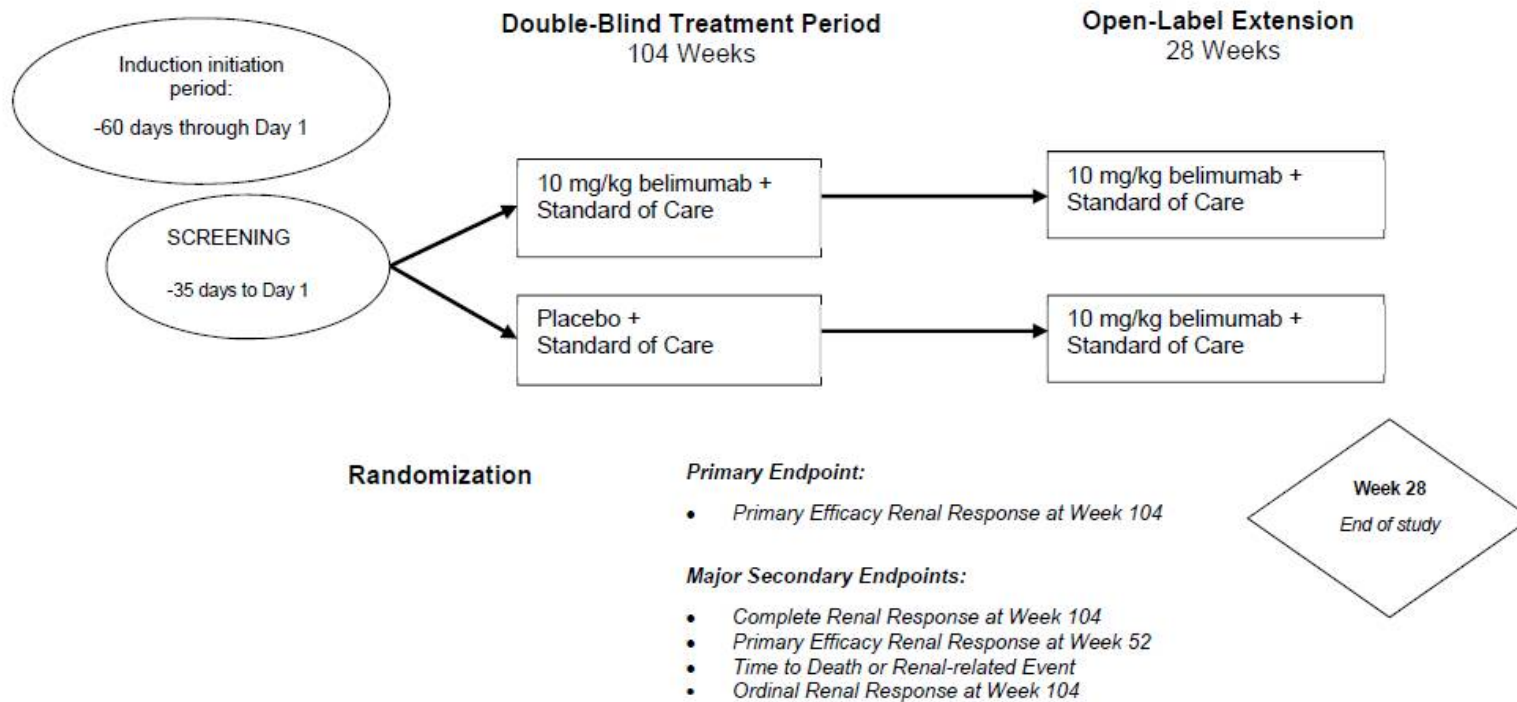 Double-Blind Treatment Period
104 Weeks
Open-Label Extension
28 Weeks
Induction initiation
period:
-60 days through Day 1
SCREENING
-35 days to Day 1
10 mg/kg belimumab +
Standard of Care
10 mg/kg belimumab +
Standard of Care
Placebo +
Standard of Care
10 mg/kg belimumab +
Standard of Care
Randomization
Primary Endpoint:
• Primary Efficacy Renal Response at Week 104
Major Secondary Endpoints:
• Complete Renal Response at Week 104
• Primary Efficacy Renal Response at Week 52
• Time to Death or Renal-related Event
• Ordinal Renal Response at Week 104
Week 28
End of study